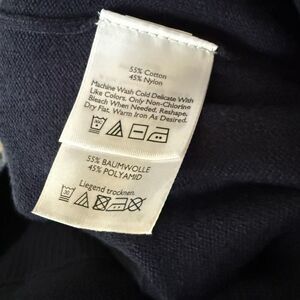 55% Cotton
45% Nylon
Machine Wash Cold Delicate With
Like Colors. Only Non-Chlorine
Bleach When Needed. Reshape,
Dry Flat. Warm Iron As Desired.
55% BAUMWOLLE
45% POLYAMID
Liegend trocknen.